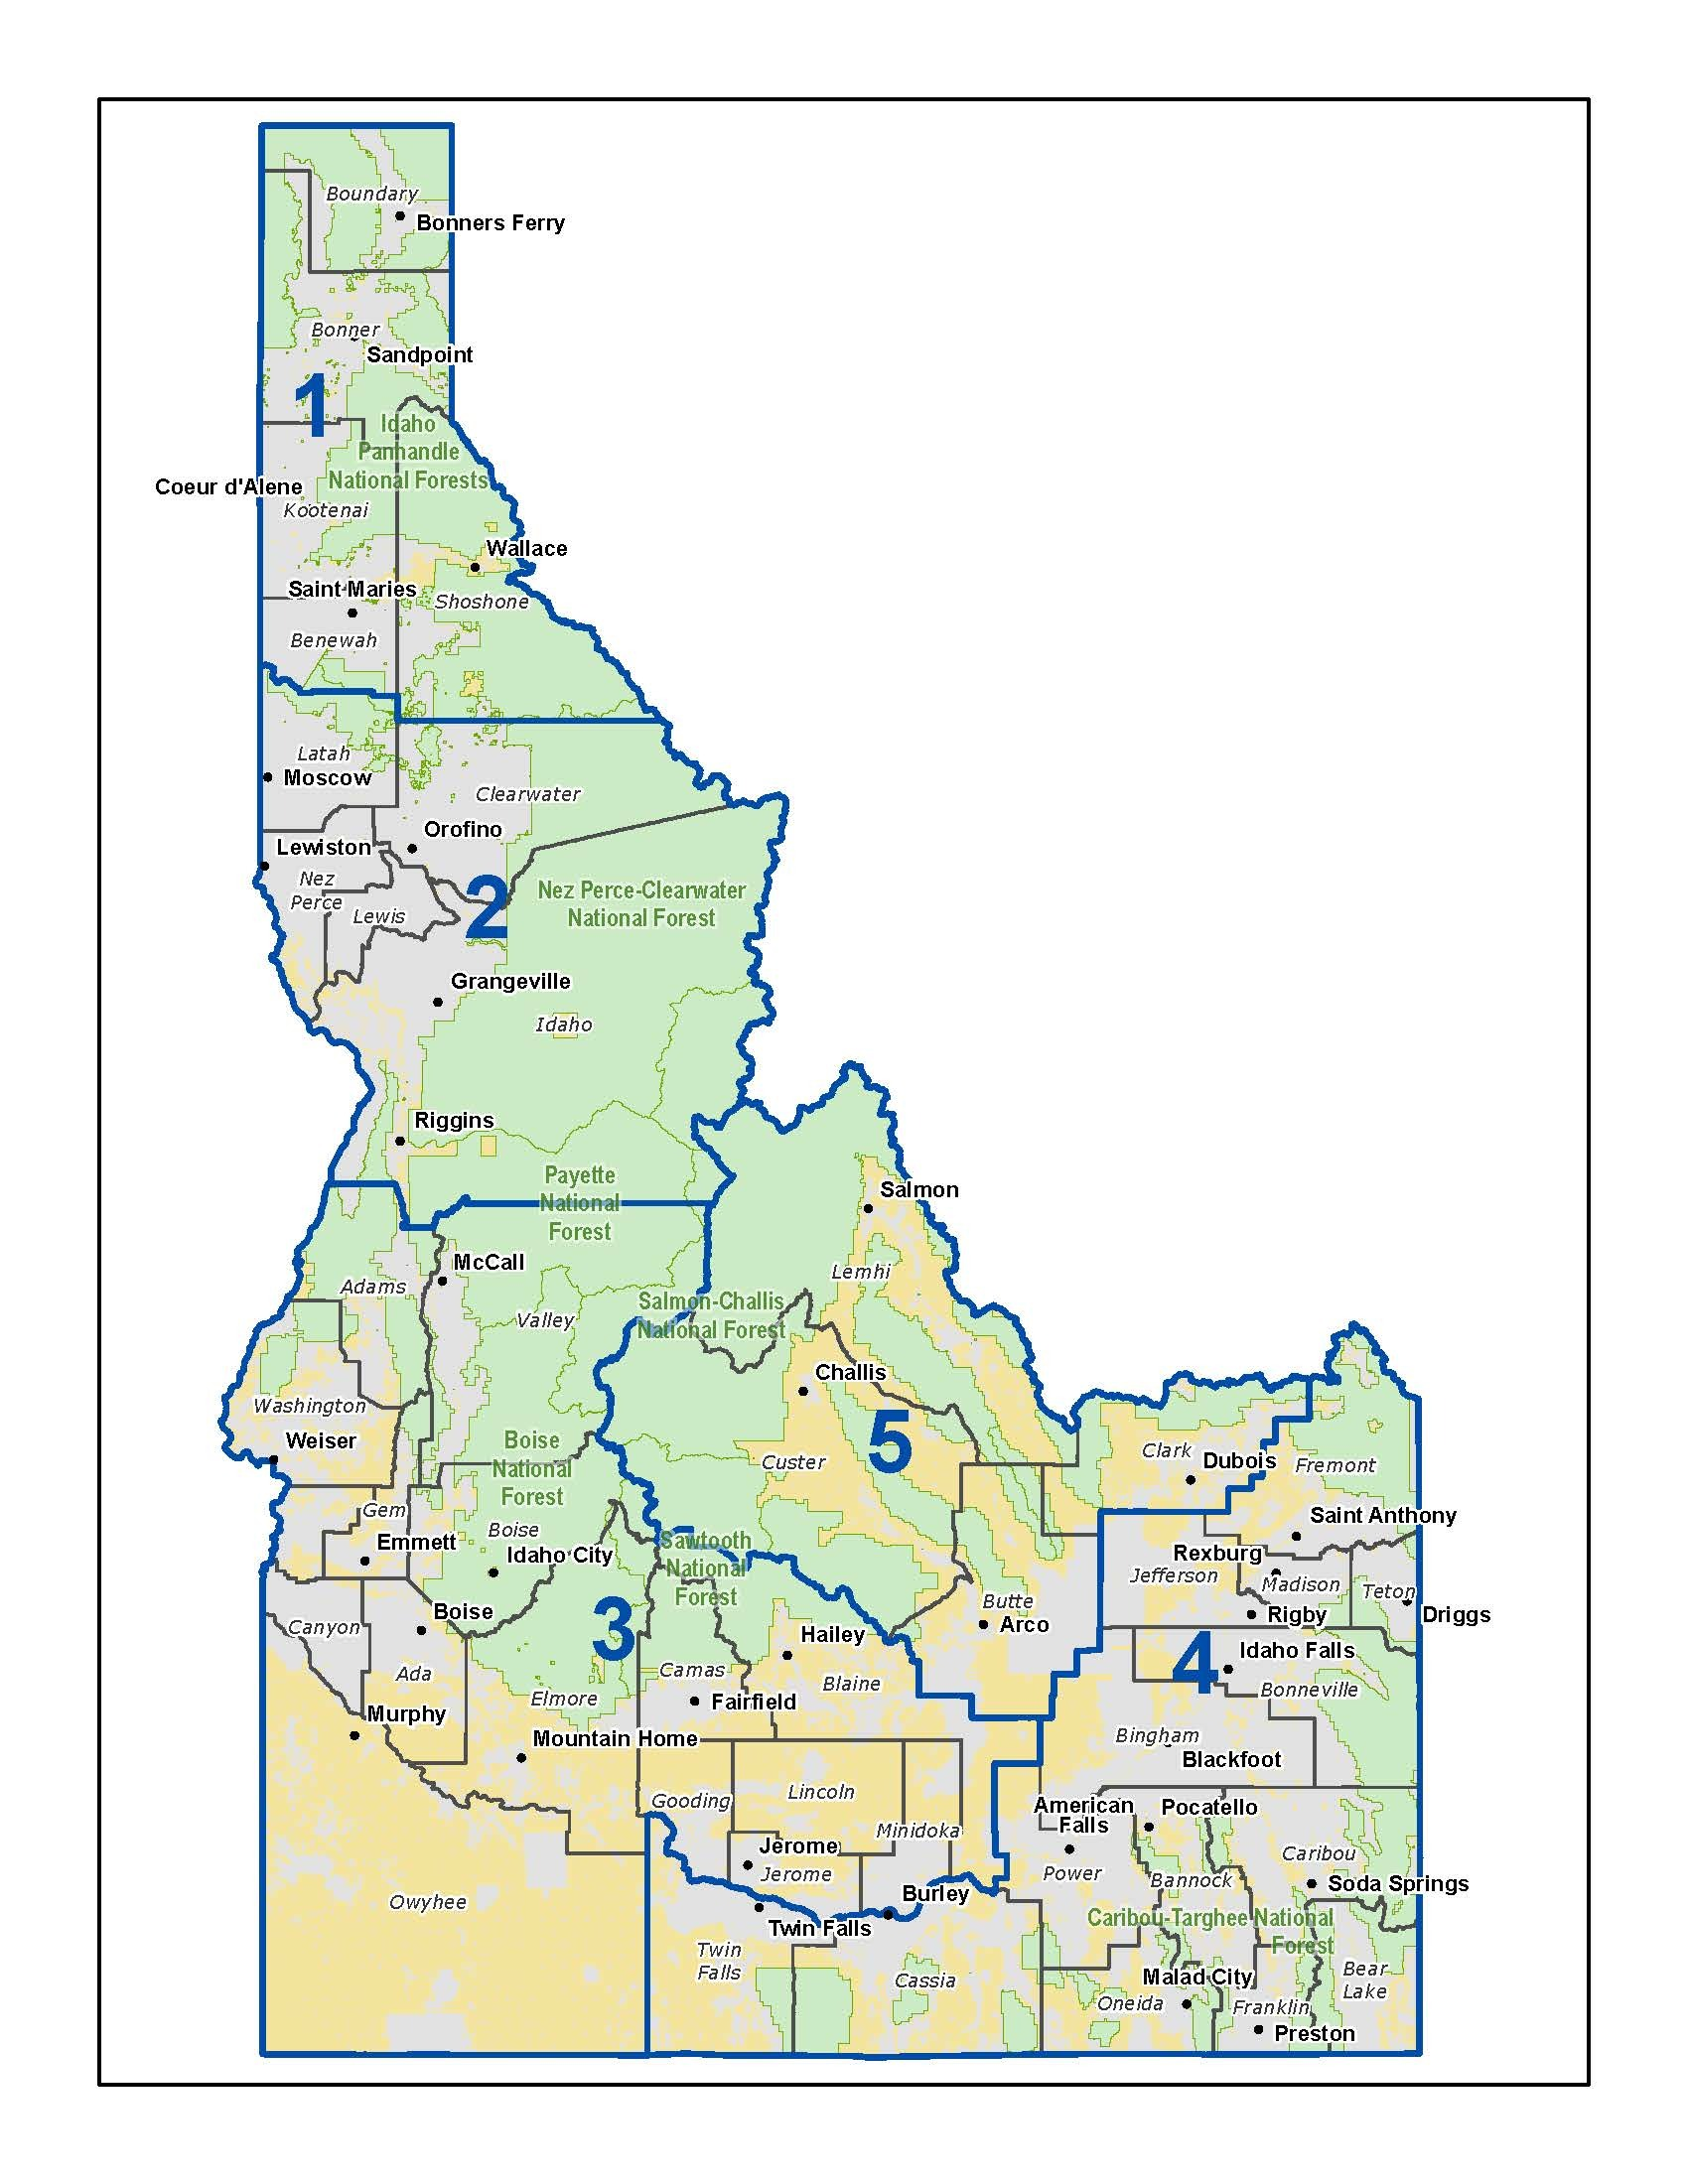 Boundary
Bonners Ferry
Bonner
Sandpoint
1
Idaho
Panhandle
National Forests
Coeur d'Alene
Kootenai
Wallace
Saint Maries
Shoshone
Benewah
Latah
Moscow
Clearwater
Orofino
Lewiston
Nez
Perce
Lewis
2
Nez Perce-Clearwater
National Forest
Grangeville
Idaho
Riggins
Payette
National
Forest
Salmon
McCall
Lemhi
Adams
Valley
Salmon-Challis
National Forest
Challis
Washington
Weiser
5
Boise
National
Forest
Custer
Clark
Dubois
Fremont
Gem
Emmett
Boise
Idaho City
Sawtooth
National
Forest
Saint Anthony
Rexburg
Jefferson
Madison
Teton
Rigby
Driggs
Butte
Arco
Canyon
Boise
3
Hailey
4
Idaho Falls
Ada
Camas
Blaine
Bonneville
Elmore
Fairfield
Murphy
Mountain Home
Bingham
Blackfoot
Gooding
Lincoln
Minidoka
American
Falls
Pocatello
Jerome
Jerome
Power
Bannock
Caribou
Soda Springs
Owyhee
Burley
Twin Falls
Caribou-Targhee National
Forest
Twin
Falls
Cassia
Malad City
Bear
Lake
Oneida
Franklin
Preston